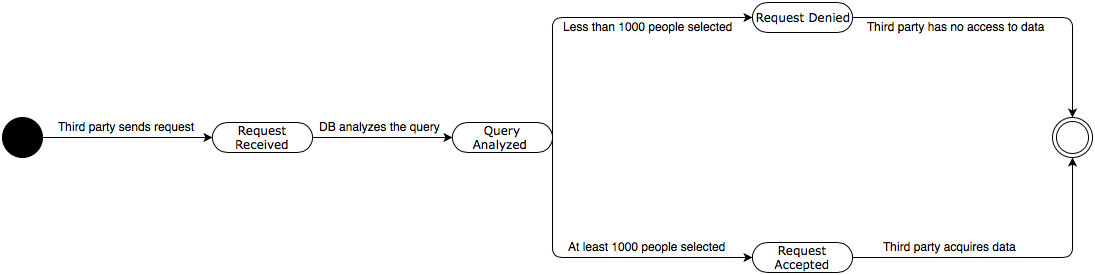 Less than 1000 people selected
Request Denied
Third party has no access to data
Third party sends request
Request
Received
DB analyzes the query
Query
Analyzed
At least 1000 people selected
Request
Accepted
Third party acquires data